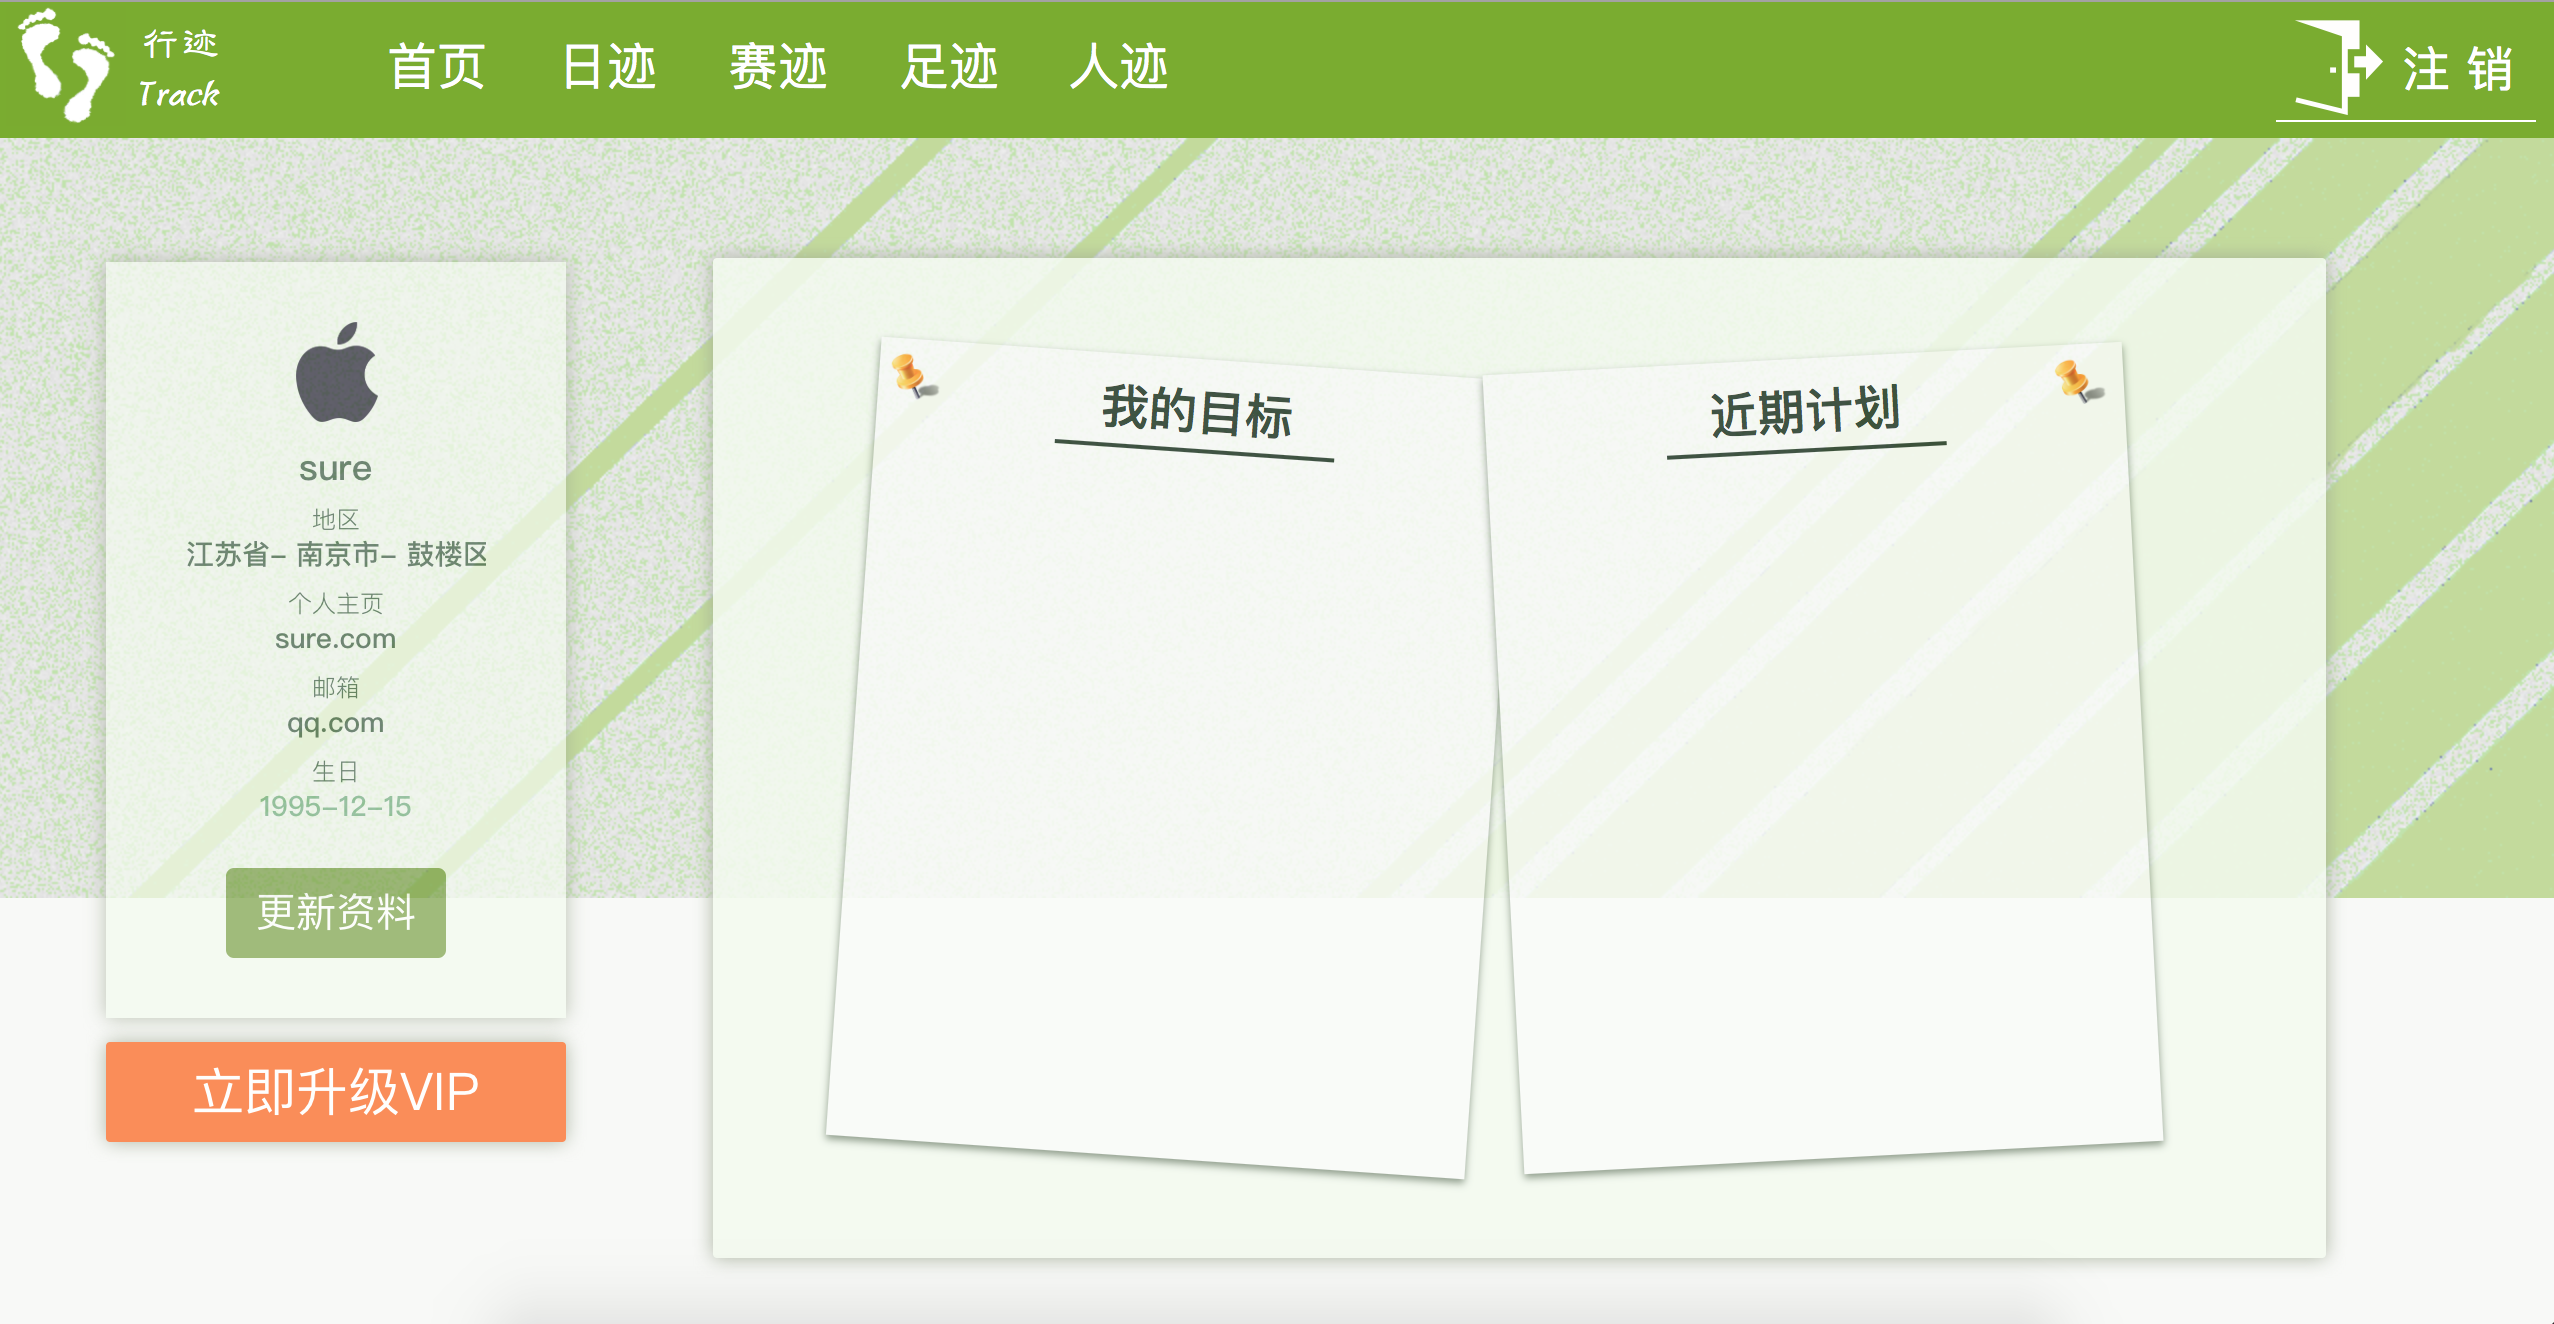 行迹
Track
首页 日迹 赛迹 足迹 人迹
注 销
sure
地区
江苏省- 南京市- 鼓楼区
个人主页
sure.com
邮箱
qq.com
生日
1995-12-15
更新资料
立即升级VIP
我的目标
近期计划